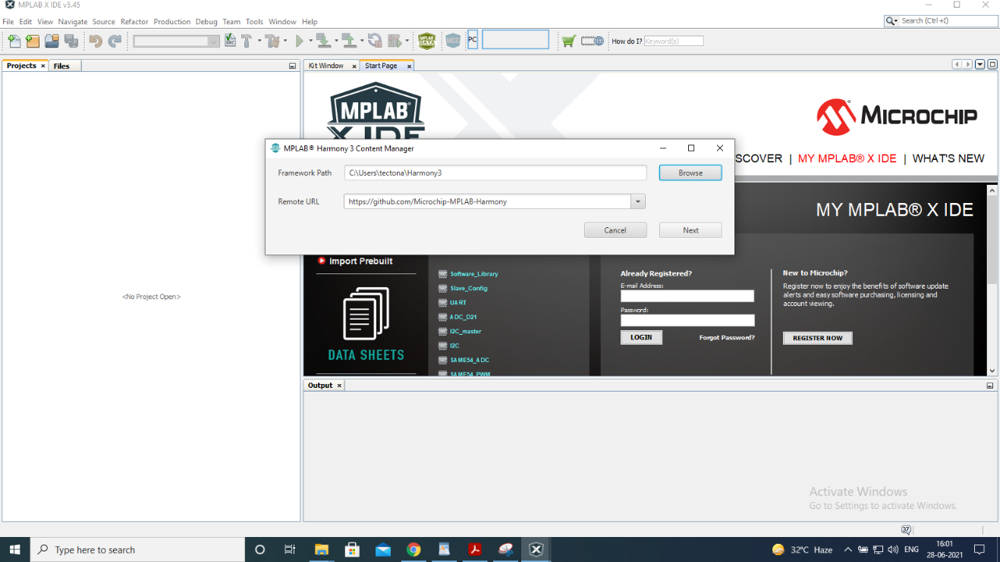 MPLAB X IDE v5.45
File Edit View Navigate Source Refactor Production Debug Team Tools Window Help
Search (Ctrl+I)
SRC
MPLAB DATA
MCC
PC
How do I? Keyword(s)
Projects
Files
Kit Window
Start Page
MPLAB®
X IDE
MICROCHIP
SCOVER | MY MPLAB® X IDE | WHAT'S NEW
MPLAB® Harmony 3 Content Manager
Framework Path C:\Users\tectona\Harmony3 Browse
Remote URL https://github.com/Microchip-MPLAB-Harmony
Cancel Next
MY MPLAB® X IDE
Import Prebuilt
DATA SHEETS
Software_Library
Slave_Config
UART
ADC_D21
I2C_master
I2C
SAME54_ADC
SAME54_PWM
Already Registered?
E-mail Address:
Password:
LOGIN Forgot Password?
New to Microchip?
Register now to enjoy the benefits of software update
alerts and easy software purchasing, licensing and
account viewing.
REGISTER NOW
<No Project Open>
Output
Activate Windows
Go to Settings to activate Windows.
37
Type here to search
32°C Haze
ENG
16:01
28-06-2021